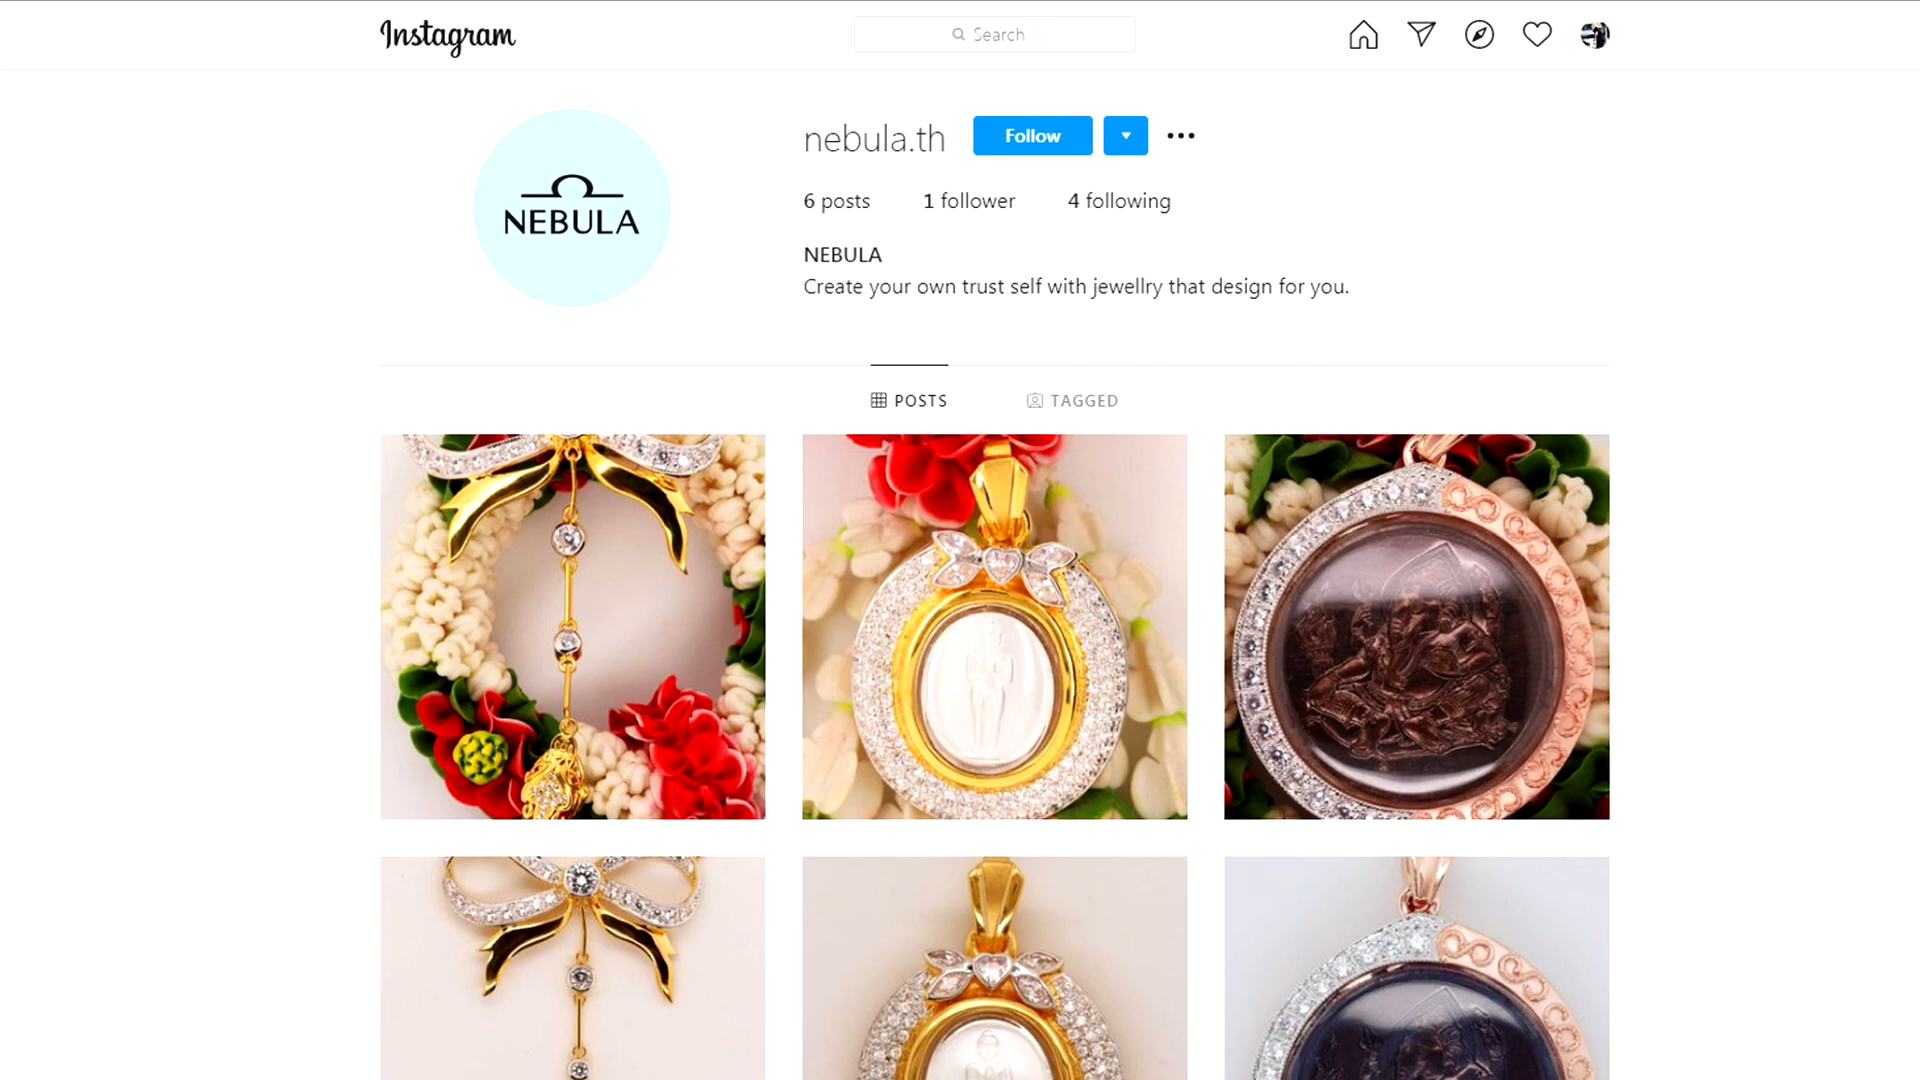 Instagram
Search
NEBULA
nebula.th
Follow
6 posts 1 follower 4 following
NEBULA
Create your own trust self with jewellry that design for you.
POSTS TAGGED